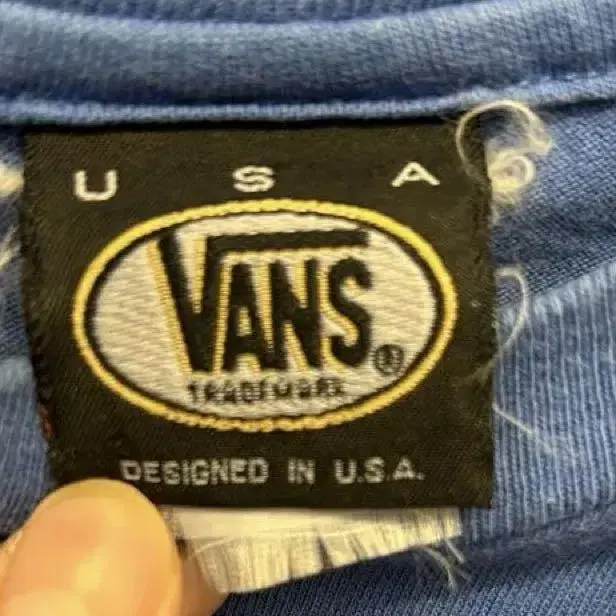 U S A
VANS®
TRADEMARK
DESIGNED IN U.S.A.